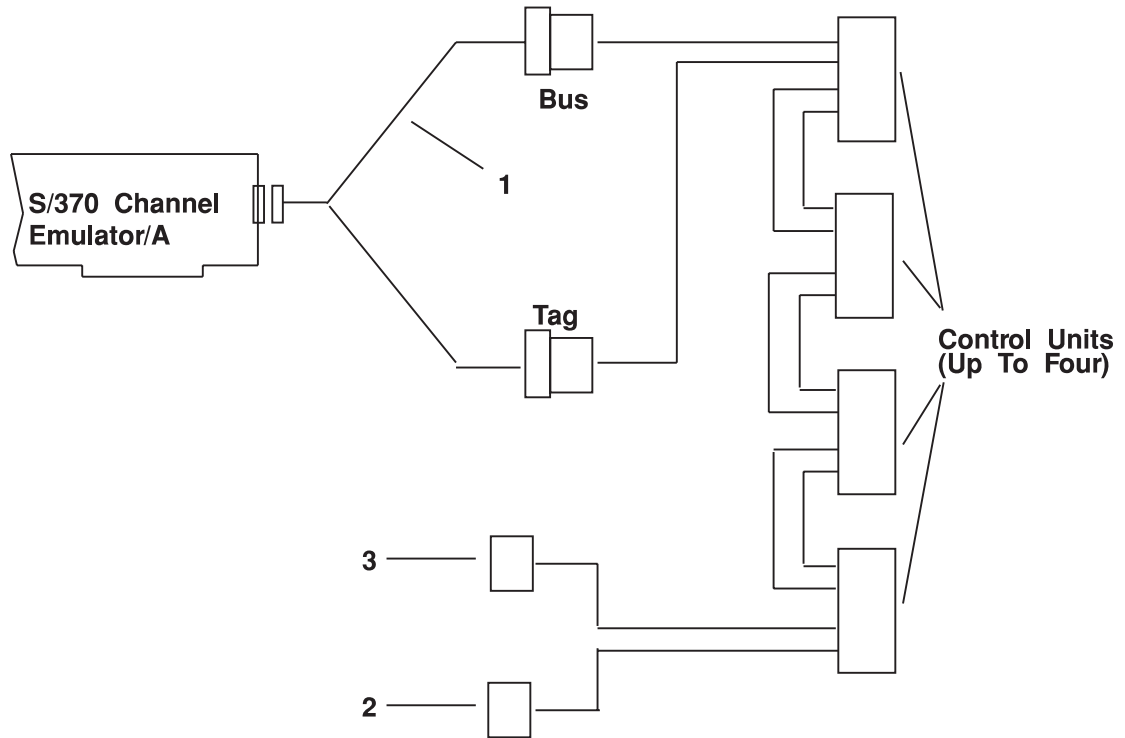 Bus
1
S/370 Channel
Emulator/A
Tag
Control Units
(Up To Four)
3
2